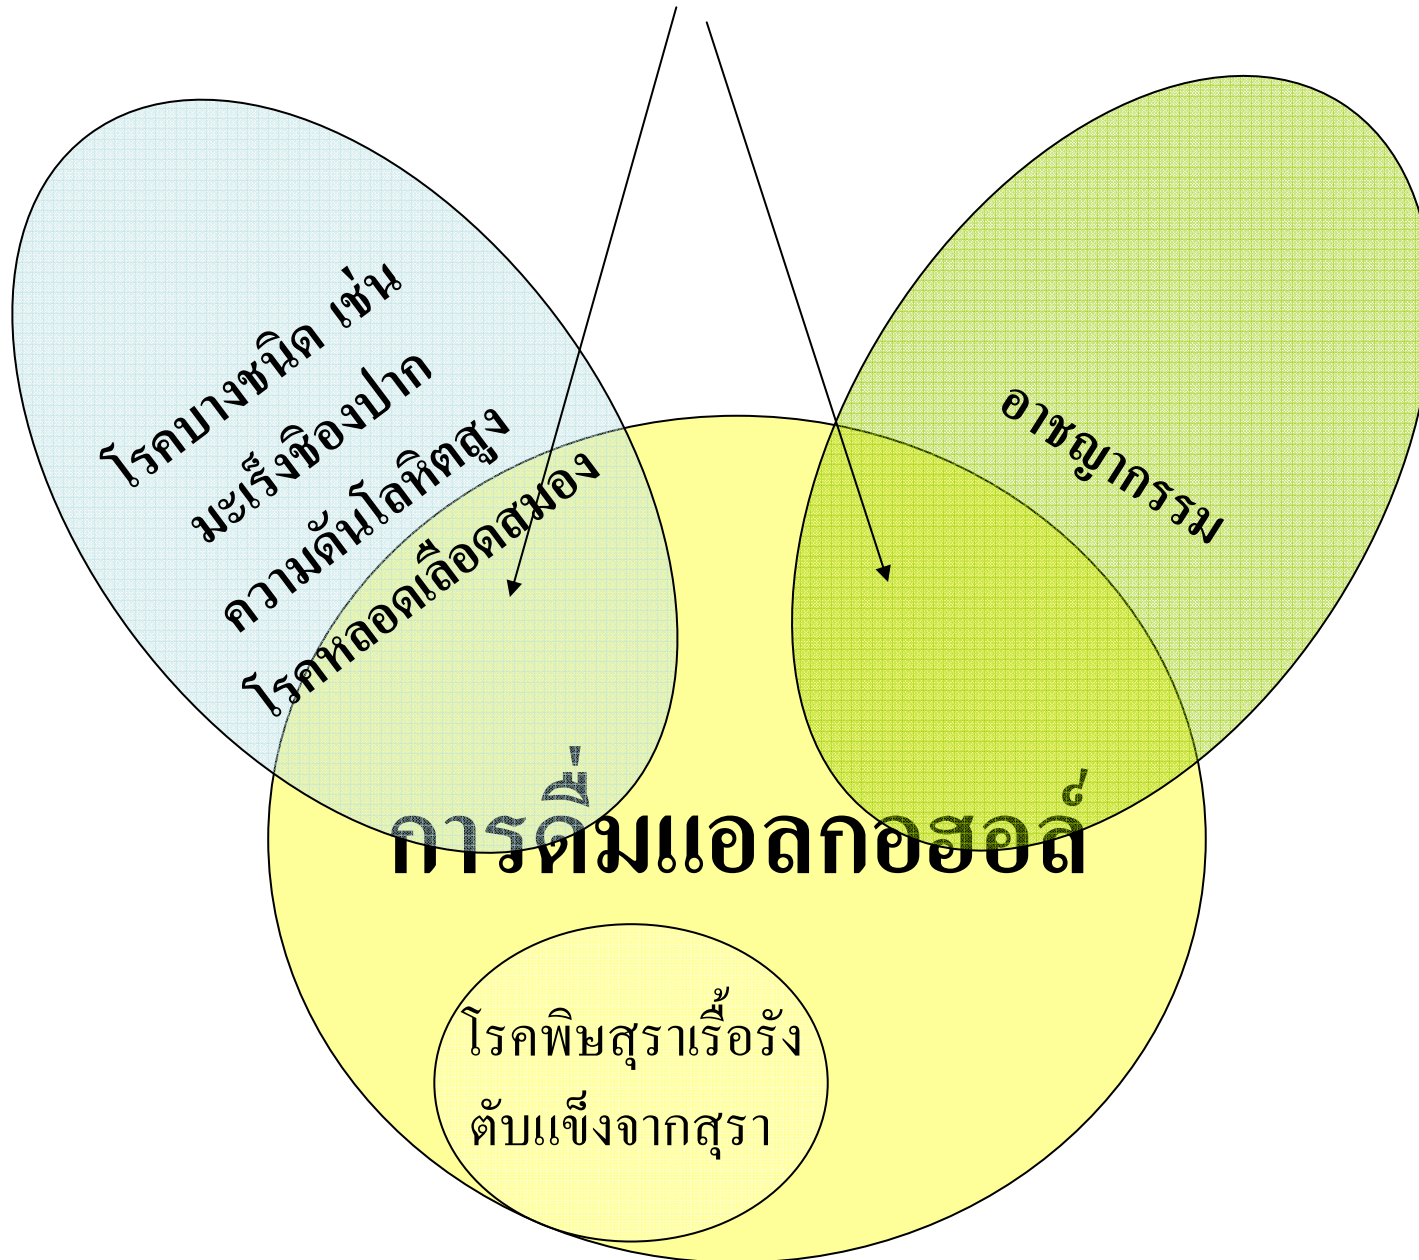 โรคบางชนิด เช่น
มะเร็งชิองปาก
ความดันโลหิตสูง
โรคหลอดเลือดสมอง
อาชญากรรม
การดื่มแอลกอฮอล์
โรคพิษสุราเรื้อรัง
ตับแข็งจากสุรา